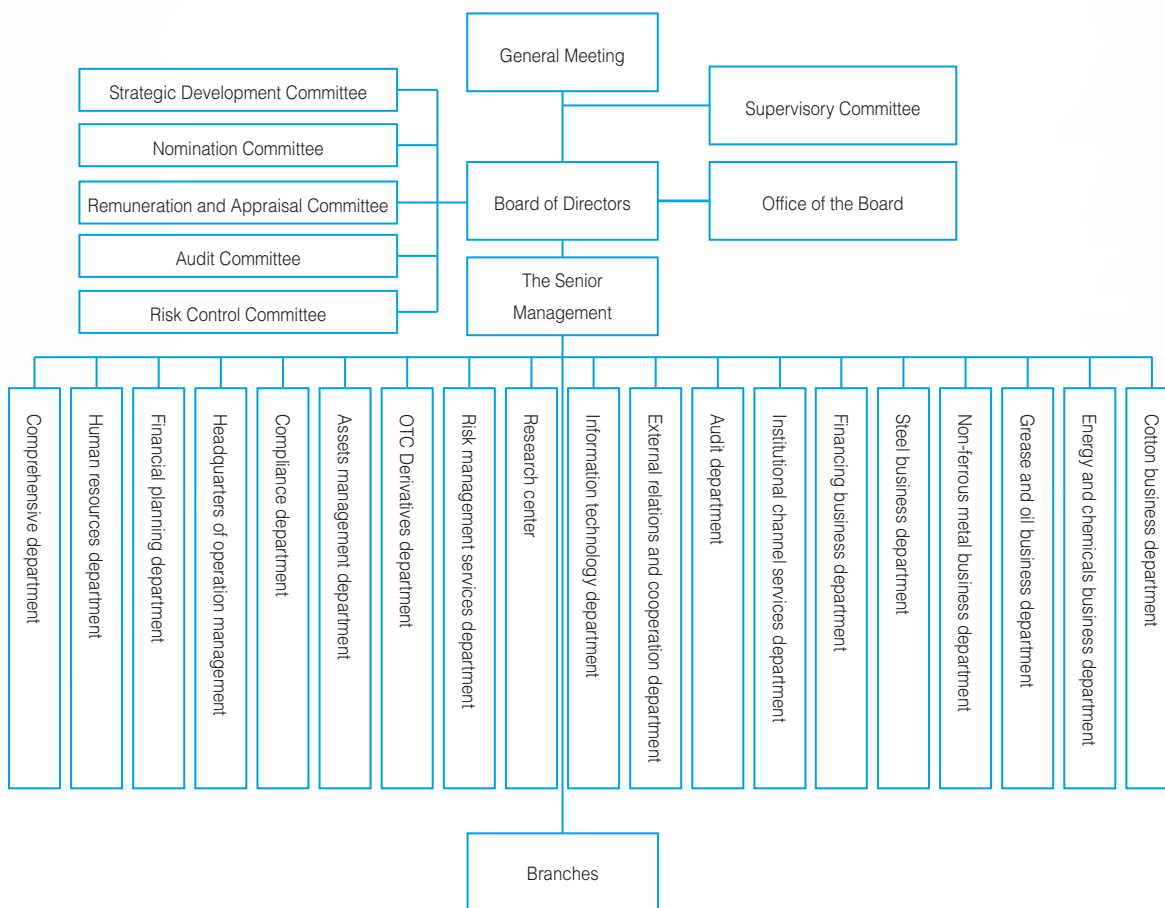 General Meeting
Strategic Development Committee
Supervisory Committee
Nomination Committee
Remuneration and Appraisal Committee
Board of Directors
Office of the Board
Audit Committee
The Senior
Management
Risk Control Committee
Comprehensive department
Human resources department
Financial planning department
Headquarters of operation management
Compliance department
Assets management department
OTC Derivatives department
Risk management services department
Research center
Information technology department
External relations and cooperation department
Audit department
Institutional channel services department
Financing business department
Steel business department
Non-ferrous metal business department
Grease and oil business department
Energy and chemicals business department
Cotton business department
Branches